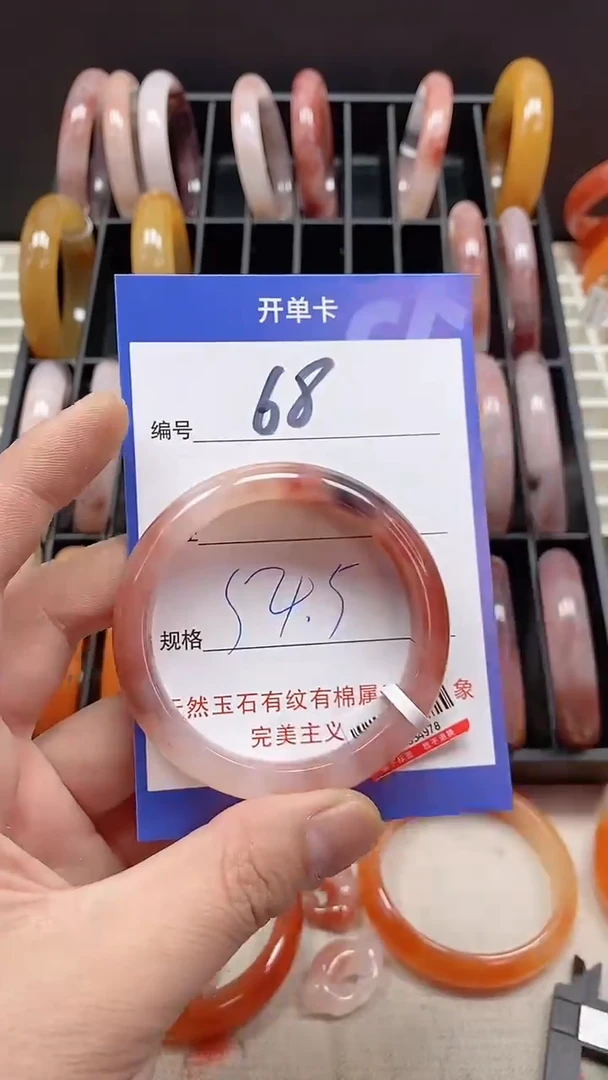 开单卡
编号 68
规格 54.5
天然玉石有纹有棉属 象
完美主义
34978